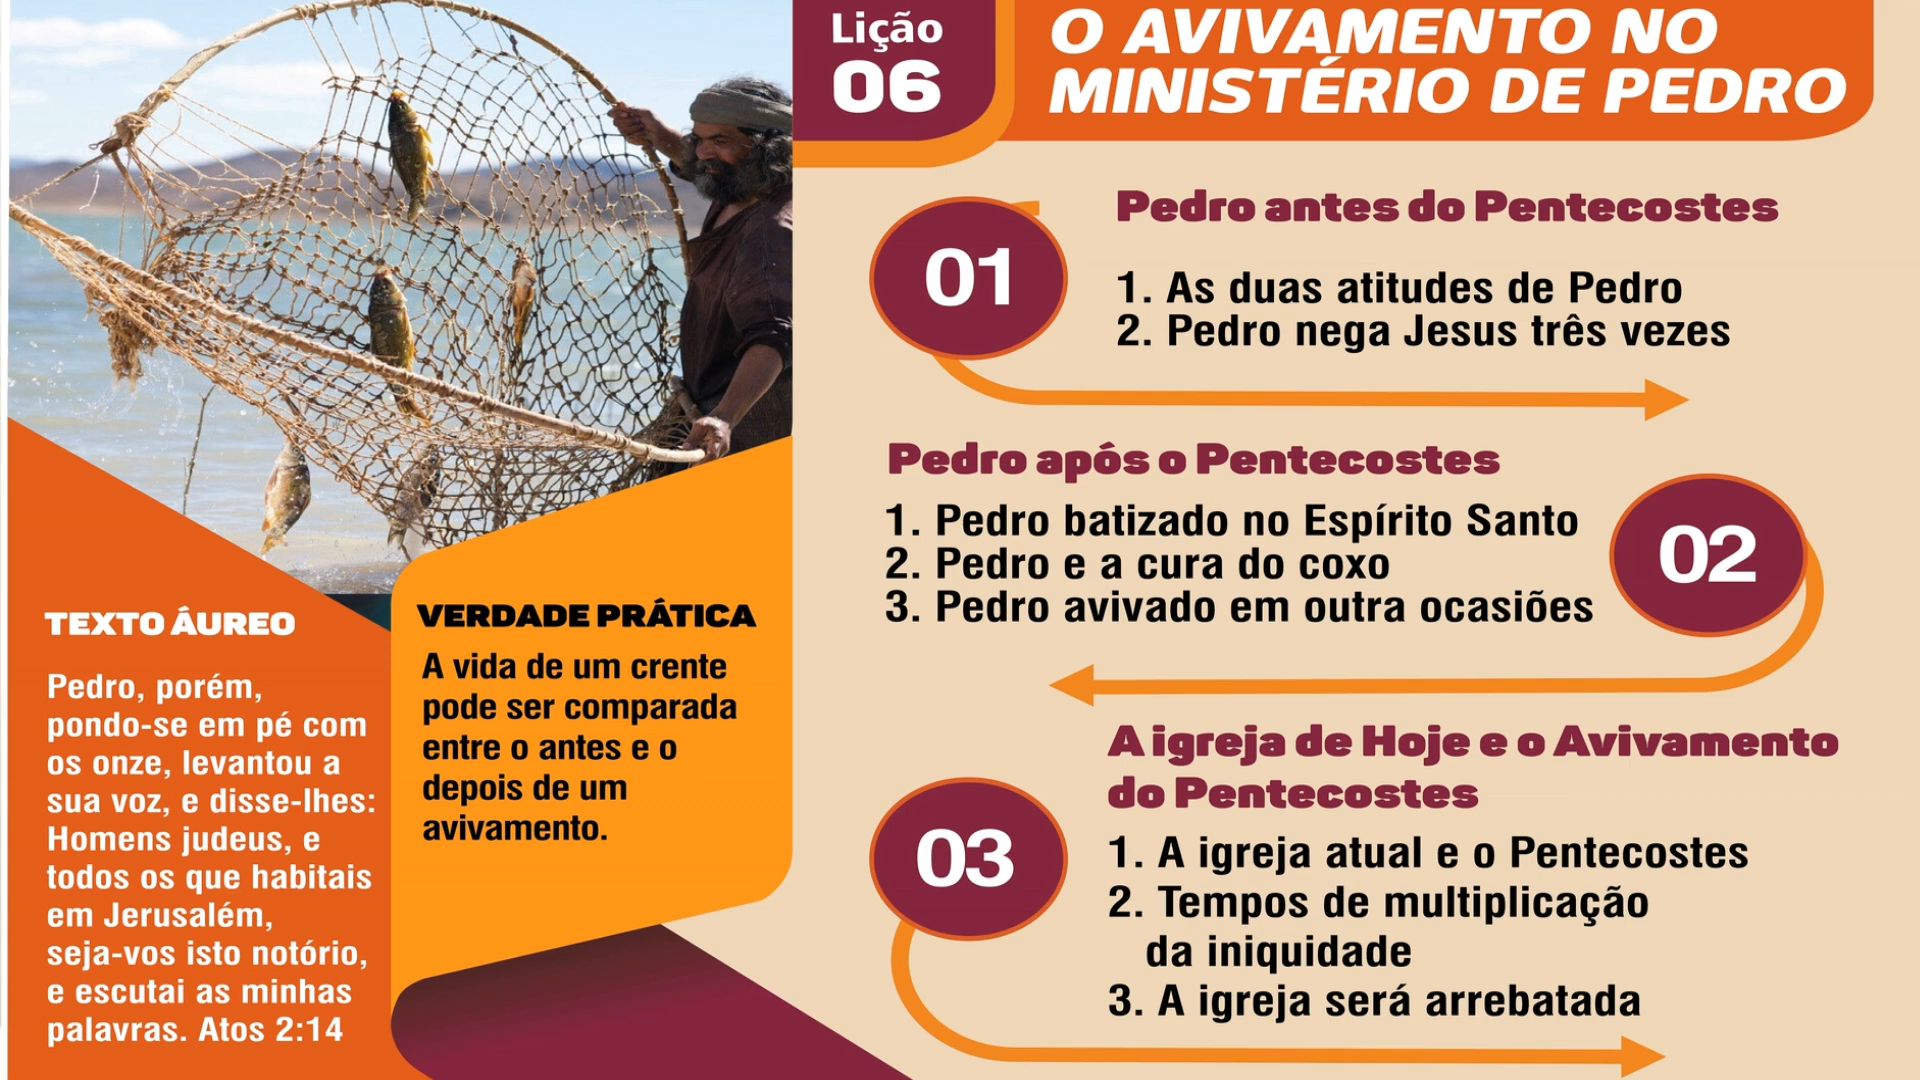 Lição
06
O AVIVAMENTO NO
MINISTÉRIO DE PEDRO
01
Pedro antes do Pentecostes
1. As duas atitudes de Pedro
2. Pedro nega Jesus três vezes
Pedro após o Pentecostes
1. Pedro batizado no Espírito Santo
2. Pedro e a cura do coxo
3. Pedro avivado em outra ocasiões
02
A igreja de Hoje e o Avivamento
do Pentecostes
03
1. A igreja atual e o Pentecostes
2. Tempos de multiplicação
da iniquidade
3. A igreja será arrebatada
TEXTO ÁUREO
Pedro, porém,
pondo-se em pé com
os onze, levantou a
sua voz, e disse-lhes:
Homens judeus, e
todos os que habitais
em Jerusalém,
seja-vos isto notório,
e escutai as minhas
palavras. Atos 2:14
VERDADE PRÁTICA
A vida de um crente
pode ser comparada
entre o antes e o
depois de um
avivamento.